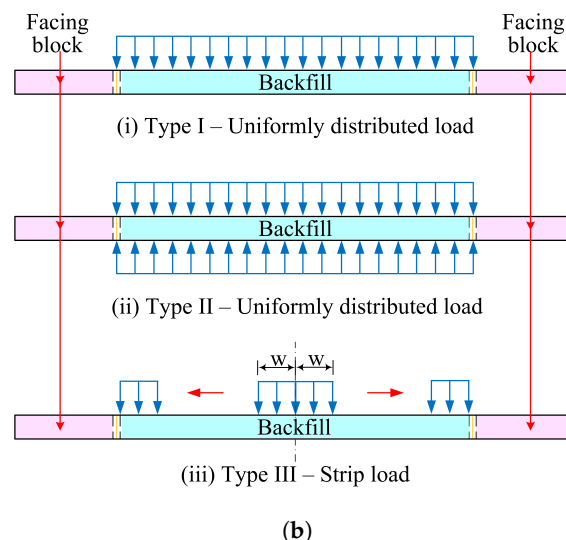 Facing block
Facing block
Backfill
(i) Type I – Uniformly distributed load
Backfill
(ii) Type II – Uniformly distributed load
w w
Backfill
(iii) Type III – Strip load
(b)